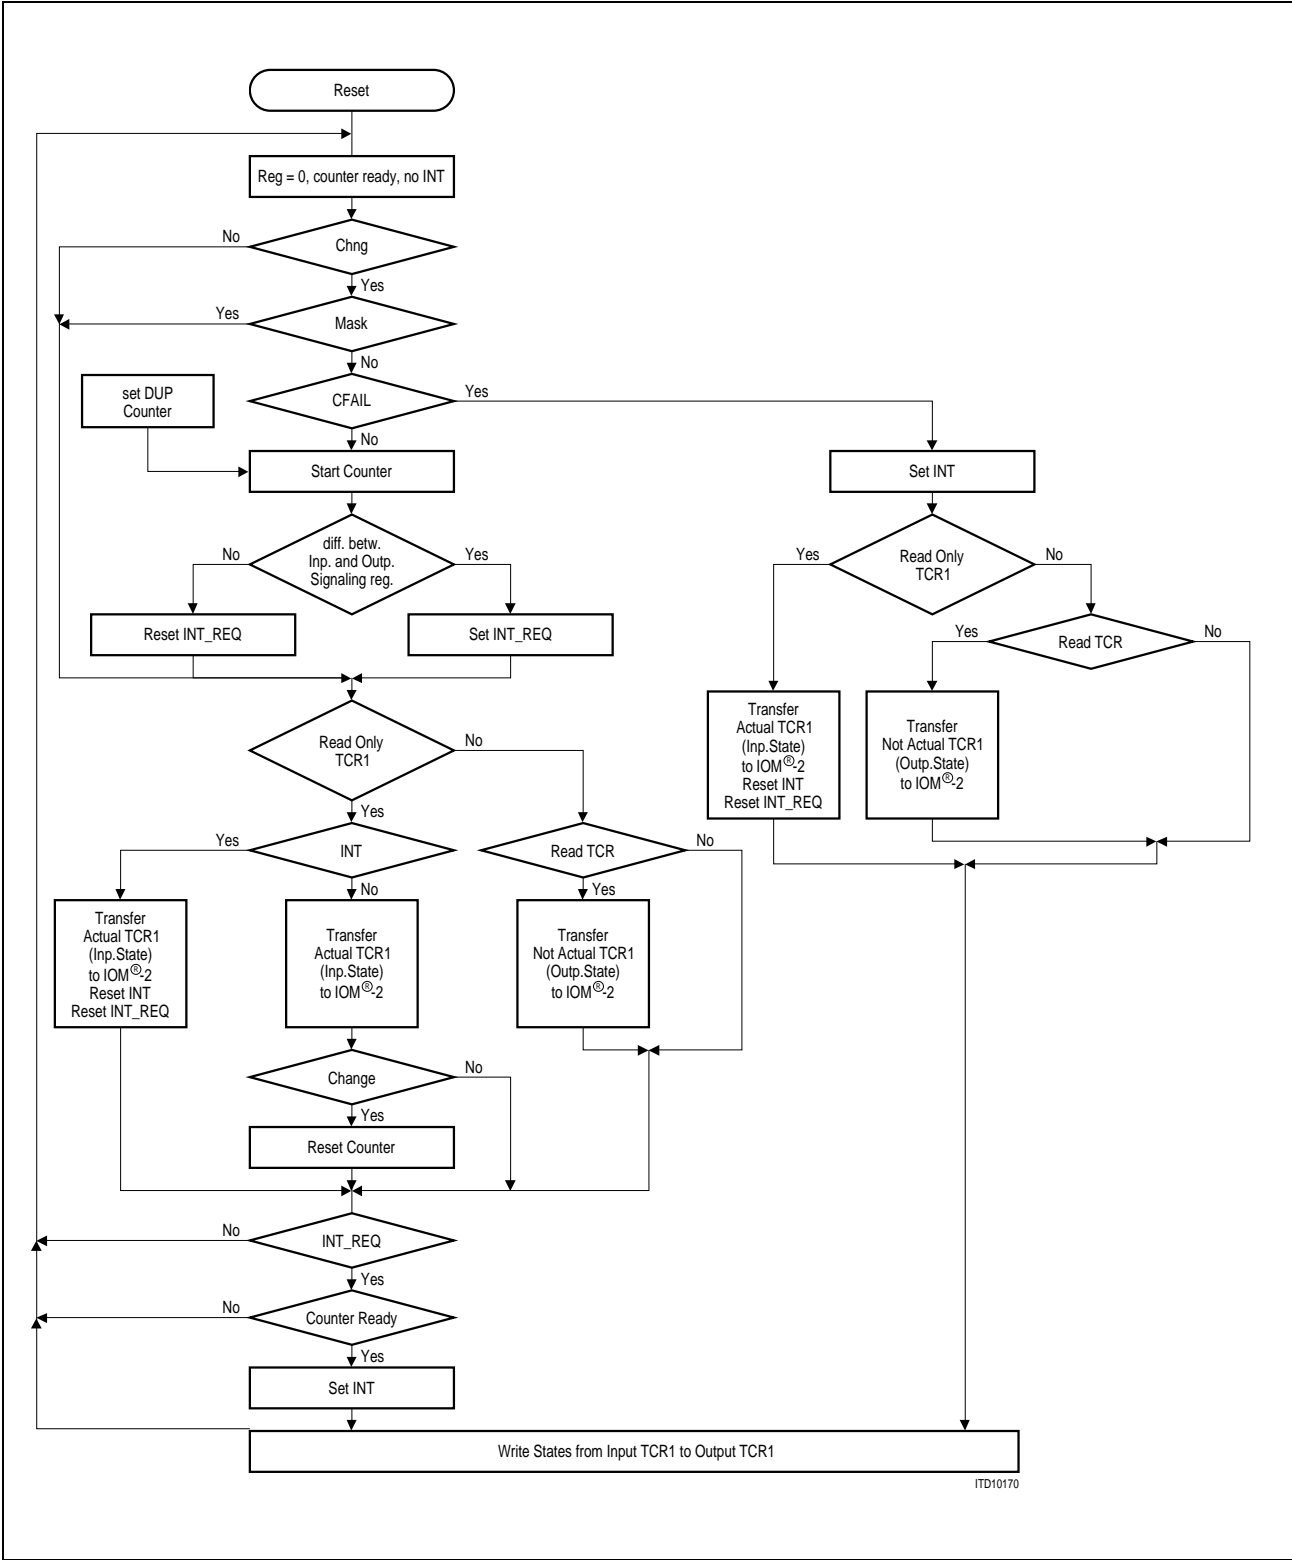 Reset
Reg = 0, counter ready, no INT
No
Chng
Yes
Yes
Mask
No
set DUP
Counter
CFAIL
Yes
No
Start Counter
Set INT
diff. betw.
Inp. and Outp.
Signaling reg.
No
Yes
Yes
Read Only
TCR1
No
Reset INT_REQ
Set INT_REQ
Yes
Read TCR
No
Read Only
TCR1
No
Yes
Transfer
Actual TCR1
(Inp.State)
to IOM®-2
Reset INT
Reset INT_REQ
Transfer
Not Actual TCR1
(Outp.State)
to IOM®-2
Yes
INT
No
Read TCR
No
Yes
Transfer
Actual TCR1
(Inp.State)
to IOM®-2
Reset INT
Reset INT_REQ
Transfer
Actual TCR1
(Inp.State)
to IOM®-2
Transfer
Not Actual TCR1
(Outp.State)
to IOM®-2
Change
No
Yes
Reset Counter
No
INT_REQ
Yes
No
Counter Ready
Yes
Set INT
Write States from Input TCR1 to Output TCR1
ITD10170